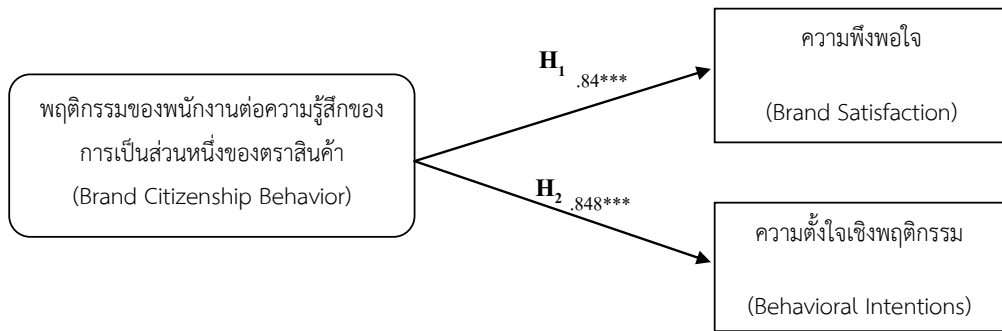 พฤติกรรมของพนักงานต่อความรู้สึกของ
การเป็นส่วนหนึ่งของตราสินค้า
(Brand Citizenship Behavior)
H₁
.84***
ความพึงพอใจ
(Brand Satisfaction)
H₂
.848***
ความตั้งใจเชิงพฤติกรรม
(Behavioral Intentions)